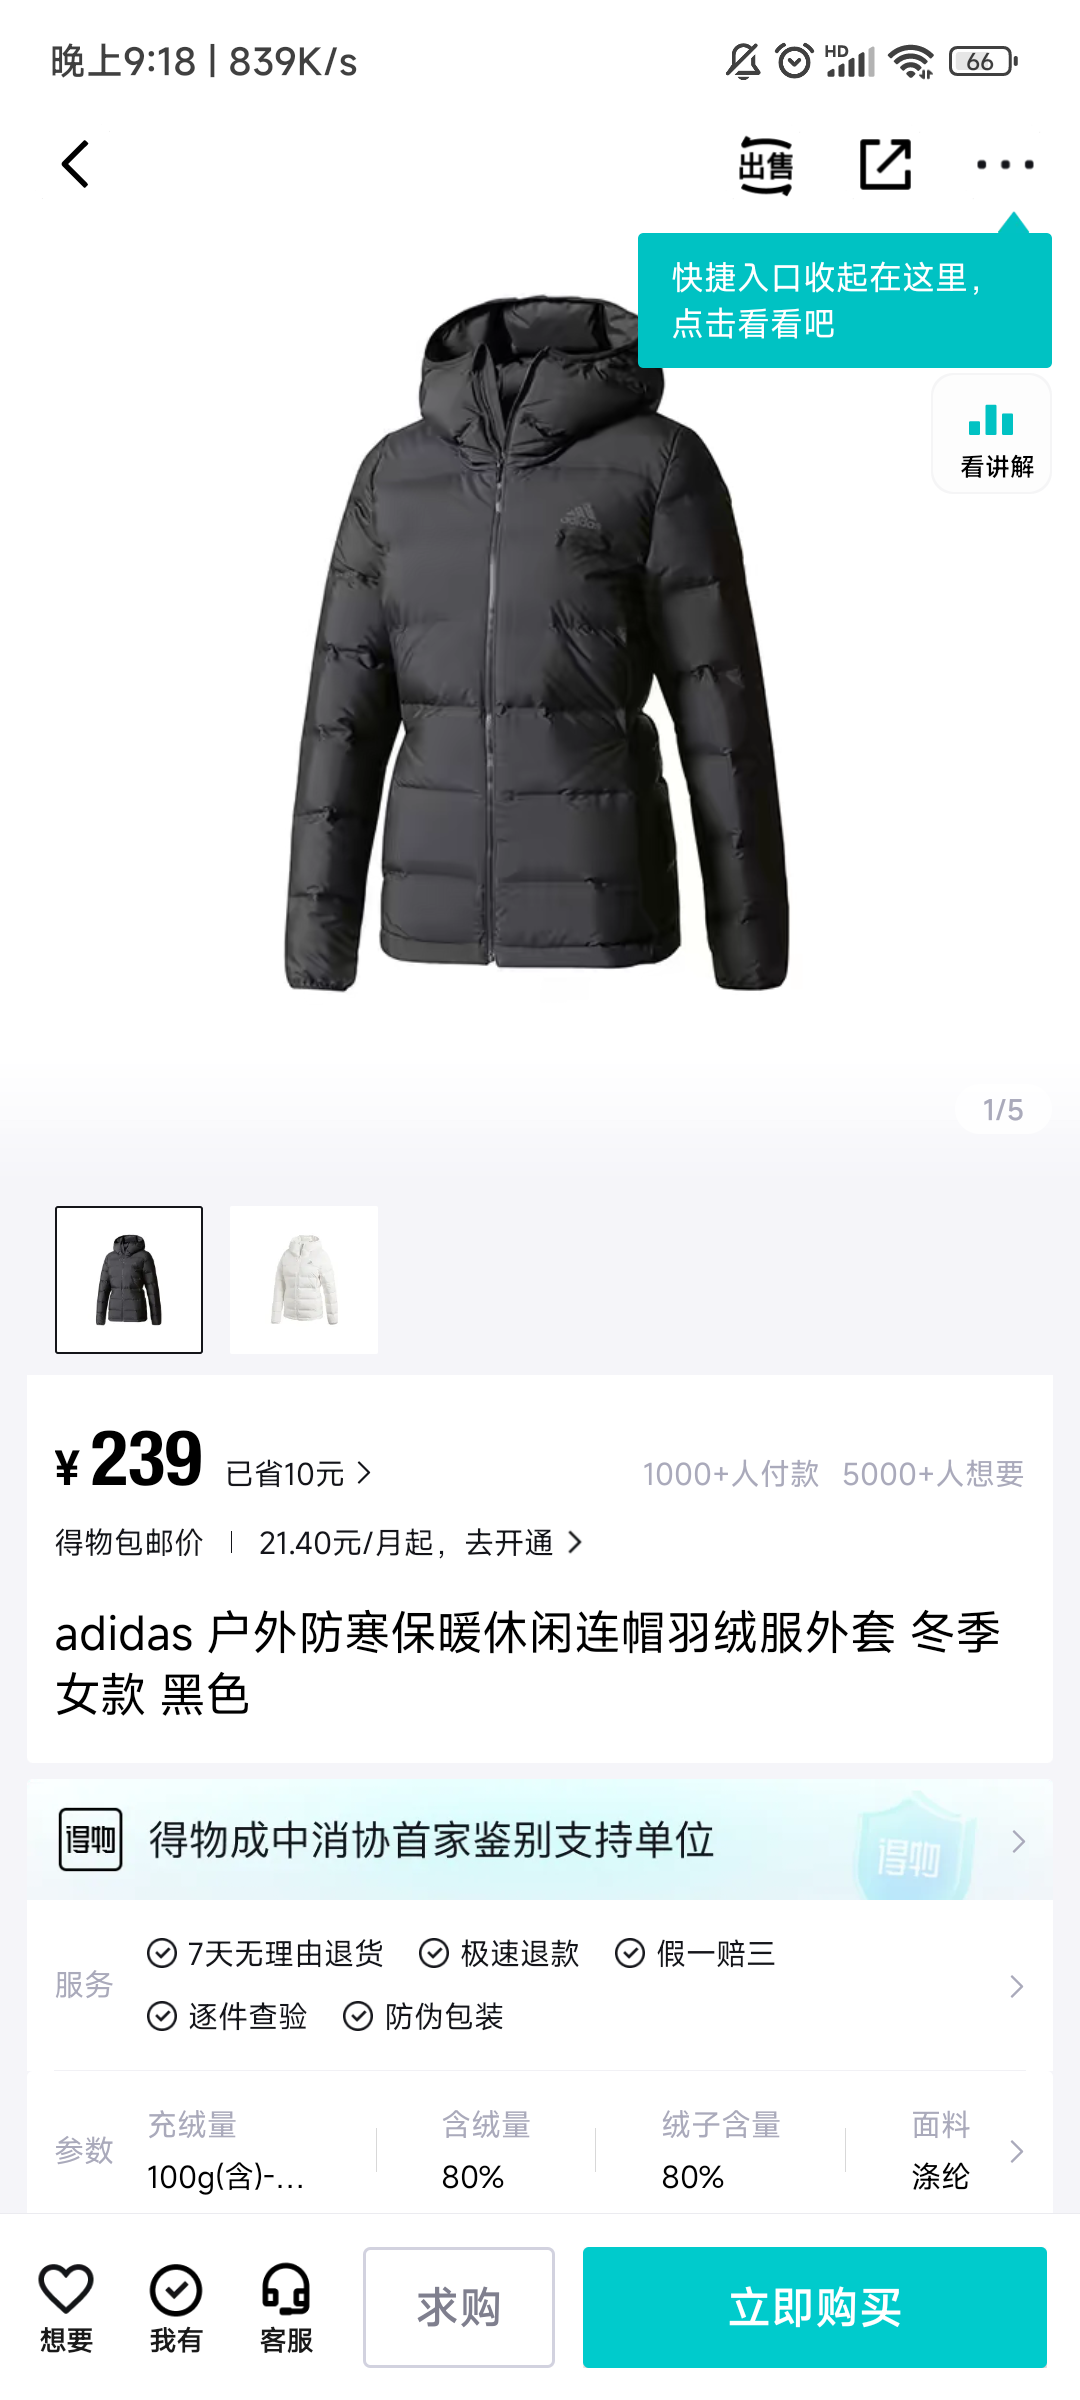 晚上9:18 | 839K/s
HD
66
出售
快捷入口收起在这里，
点击看看吧
看讲解
adidas
1/5
¥239 已省10元
1000+人付款 5000+人想要
得物包邮价 | 21.40元/月起，去开通
adidas 户外防寒保暖休闲连帽羽绒服外套 冬季
女款 黑色
得物 得物成中消协首家鉴别支持单位 得物
服务
7天无理由退货 极速退款 假一赔三
逐件查验 防伪包装
参数
充绒量 含绒量 绒子含量 面料
100g(含)-... 80% 80% 涤纶
想要 我有 客服 求购 立即购买